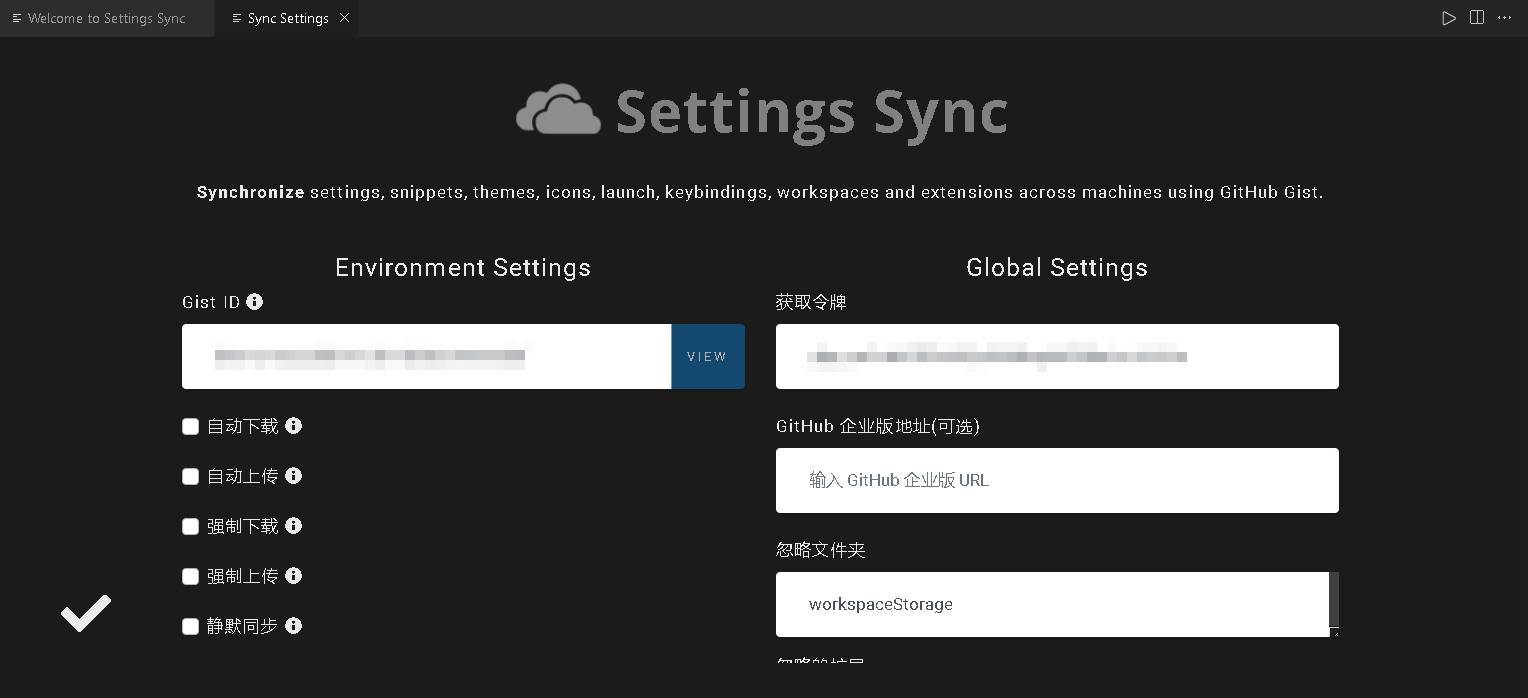 Welcome to Settings Sync
Sync Settings
Settings Sync
Synchronize settings, snippets, themes, icons, launch, keybindings, workspaces and extensions across machines using GitHub Gist.
Environment Settings
Gist ID
VIEW
自动下载
自动上传
强制下载
强制上传
静默同步
Global Settings
获取令牌
GitHub 企业版地址(可选)
输入 GitHub 企业版 URL
忽略文件夹
workspaceStorage